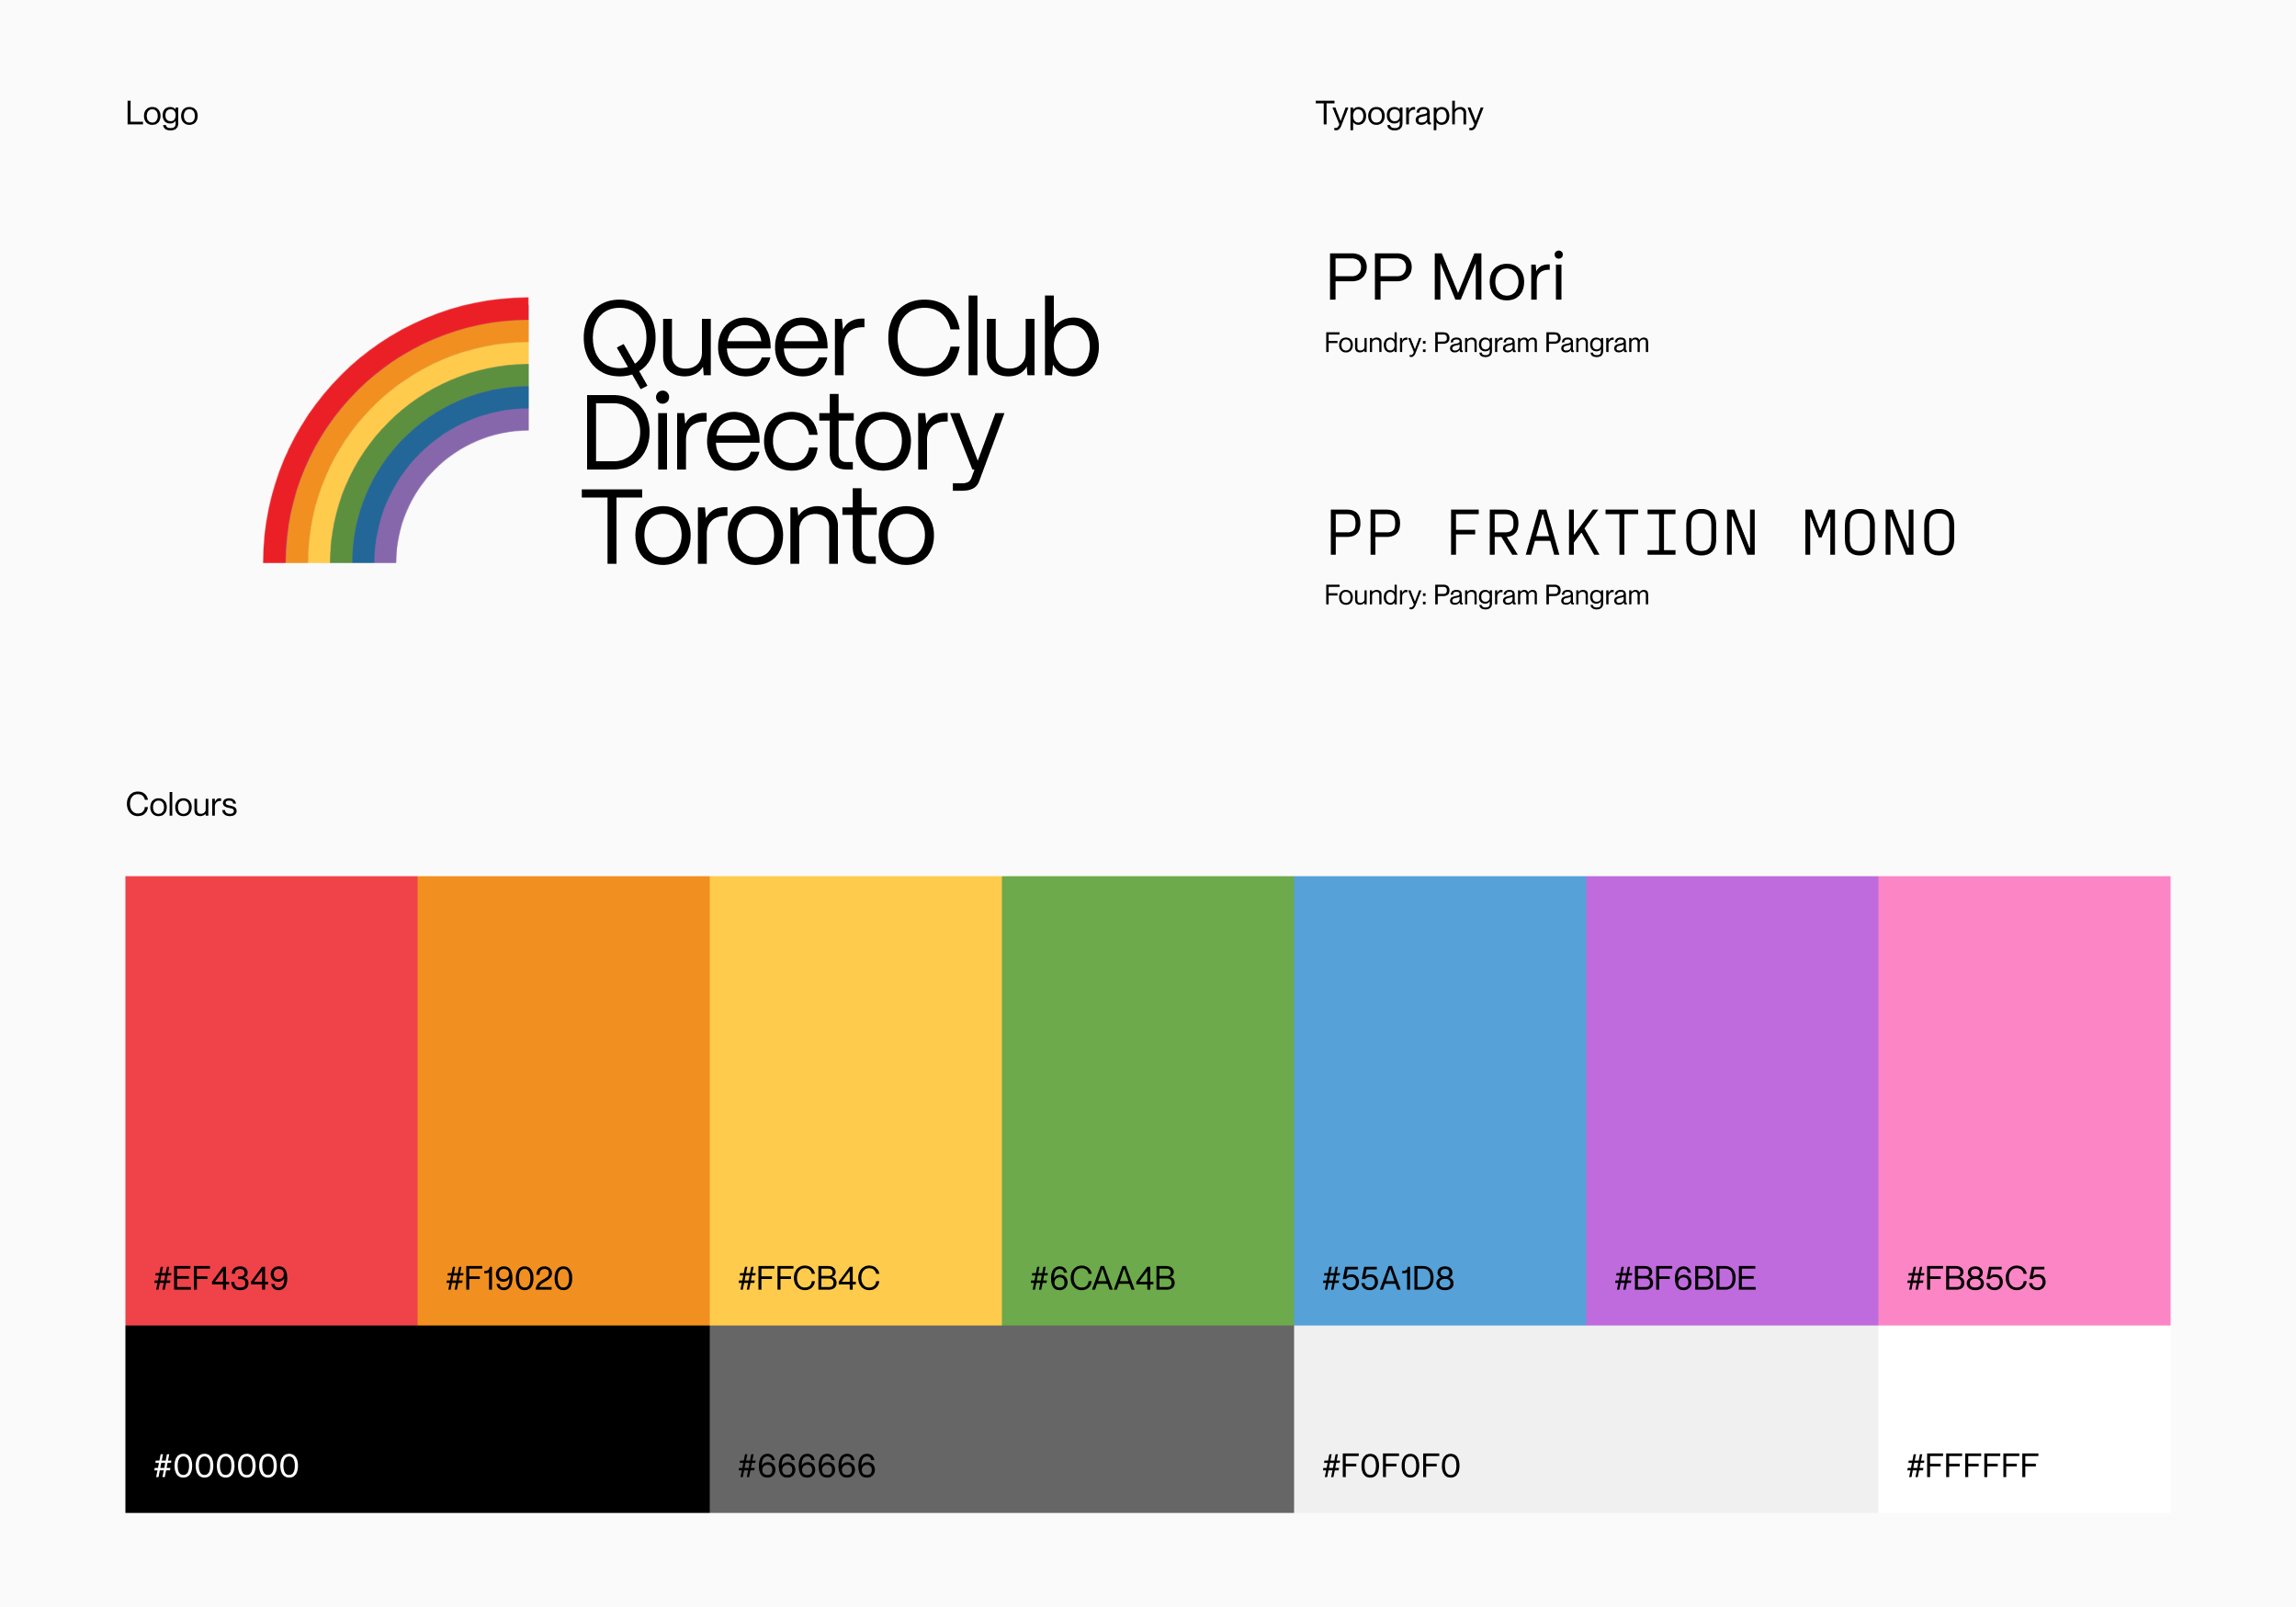 Logo
Queer Club
Directory
Toronto
Typography
PP Mori
Foundry: Pangram Pangram
PP FRAKTION MONO
Foundry: Pangram Pangram
Colours
#EF4349
#F19020
#FFCB4C
#6CAA4B
#55A1D8
#BF6BDE
#FB85C5
#000000
#666666
#F0F0F0
#FFFFFF